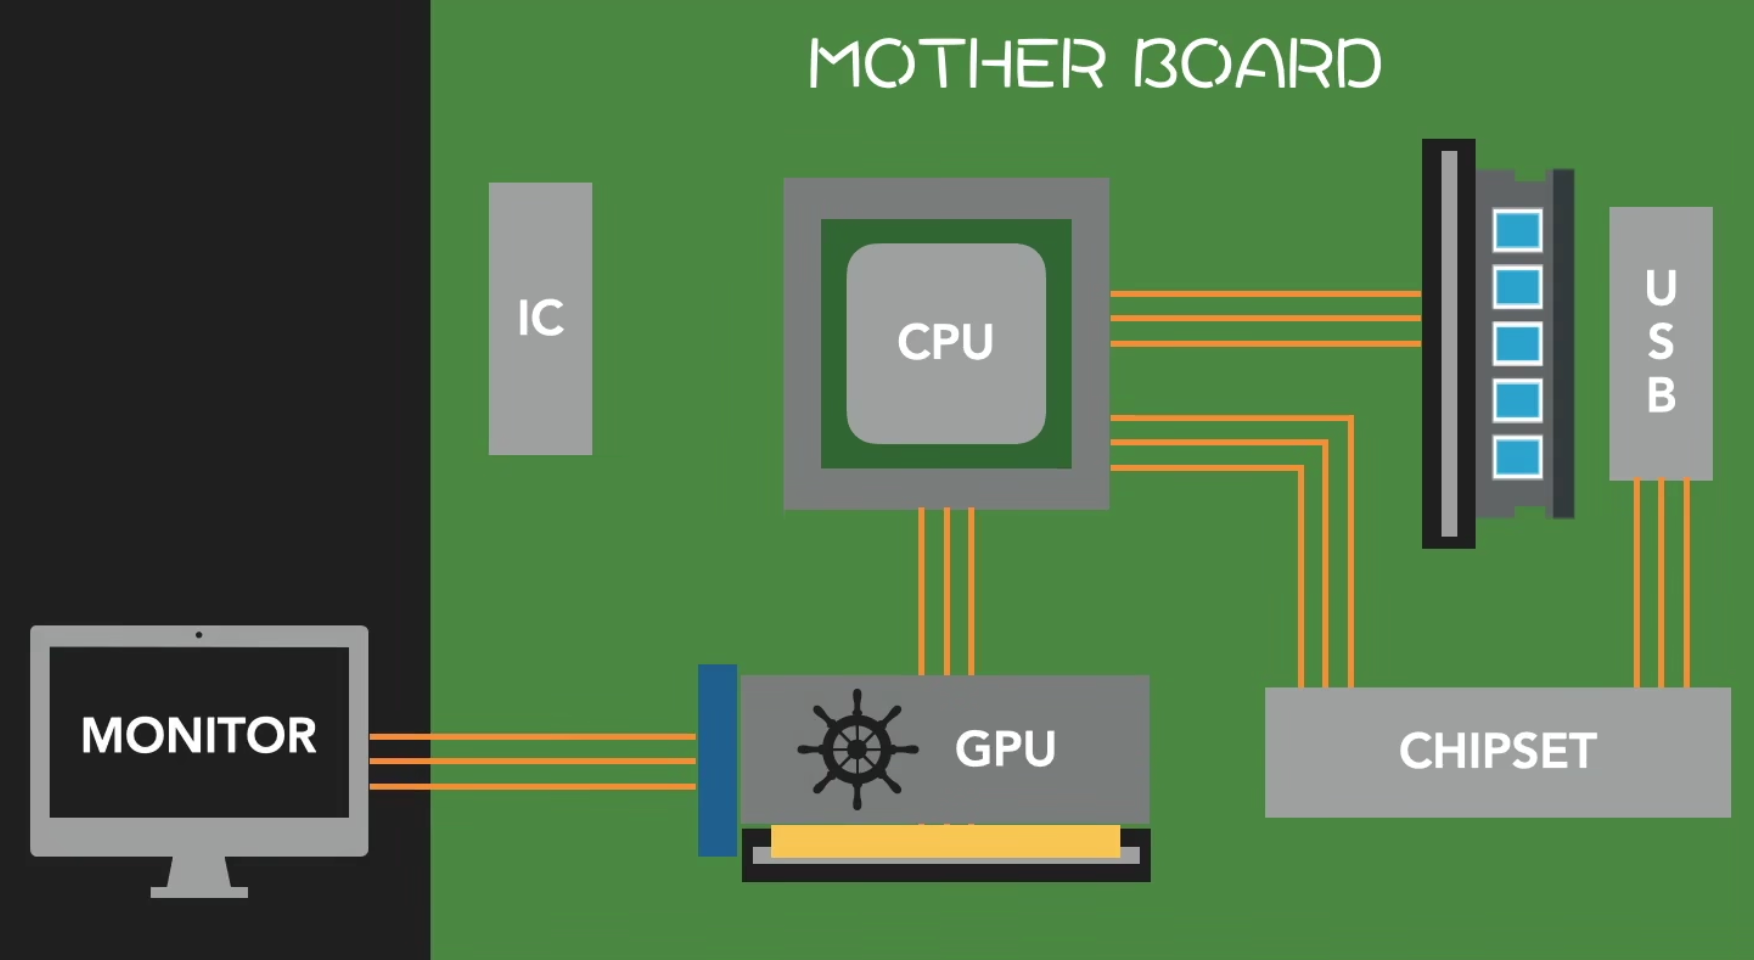 MOTHER BOARD
IC
CPU
U
S
B
MONITOR
GPU
CHIPSET